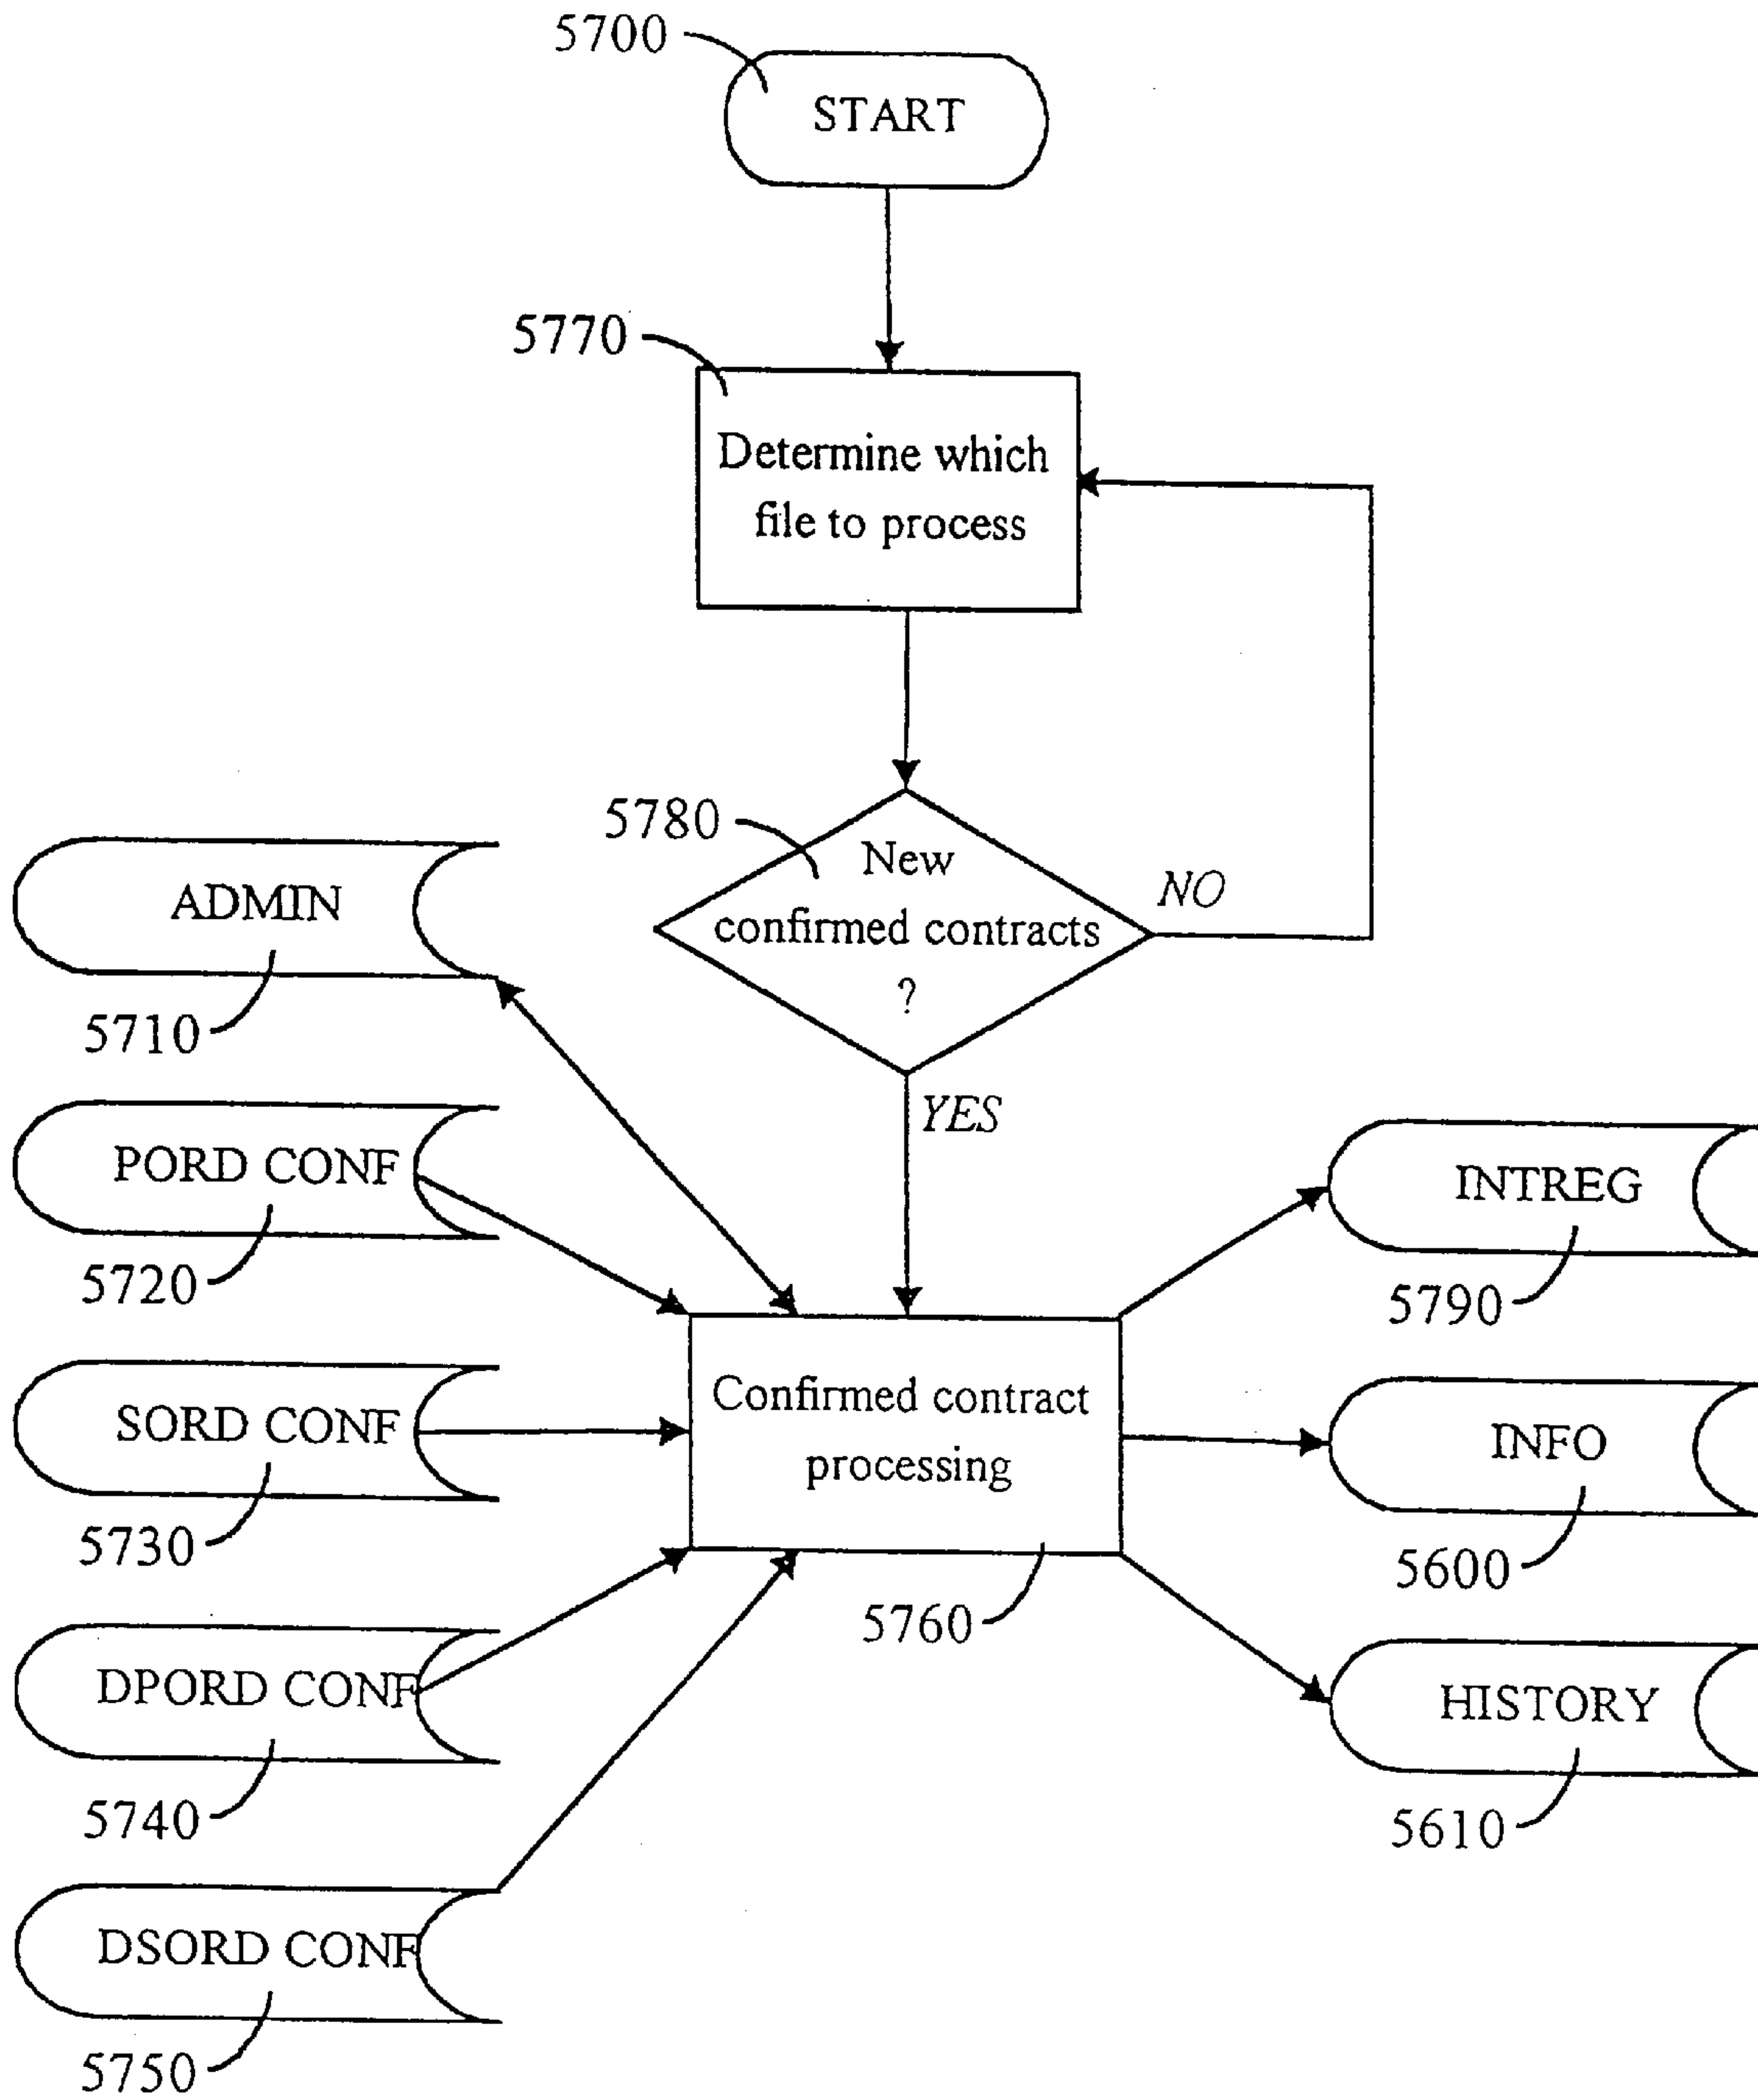 5700
START
5770
Determine which
file to process
5780
New
confirmed contracts
?
NO
YES
ADMIN
5710
PORD CONF
5720
SORD CONF
5730
DPORD CONF
5740
DSORD CONF
5750
Confirmed contract
processing
5760
INTREG
5790
INFO
5600
HISTORY
5610